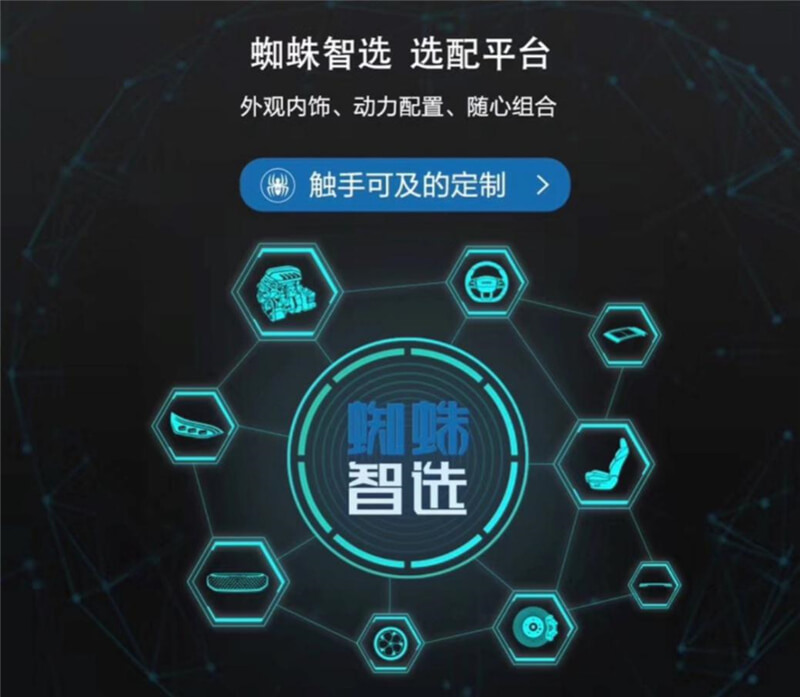 蜘蛛智选 选配平台
外观内饰、动力配置、随心组合
触手可及的定制
蜘蛛
智选